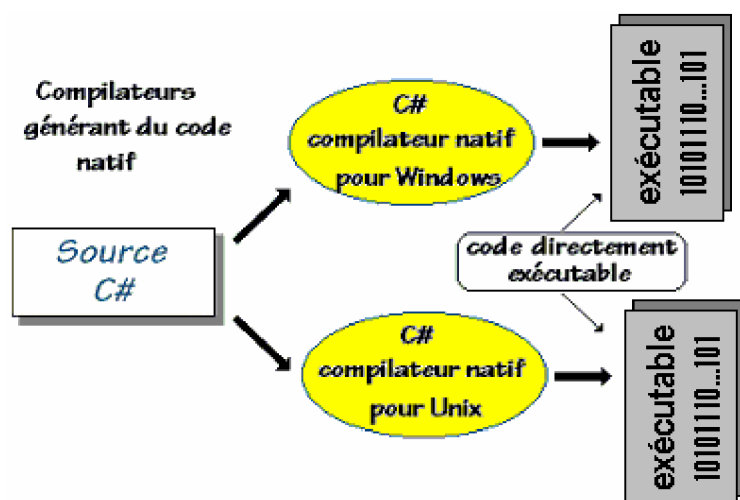 Compilateurs
générant du code
natif
C#
compilateur natif
pour Windows
exécutable
10101110...101
Source
C#
code directement
exécutable
C#
compilateur natif
pour Unix
exécutable
10101110...101